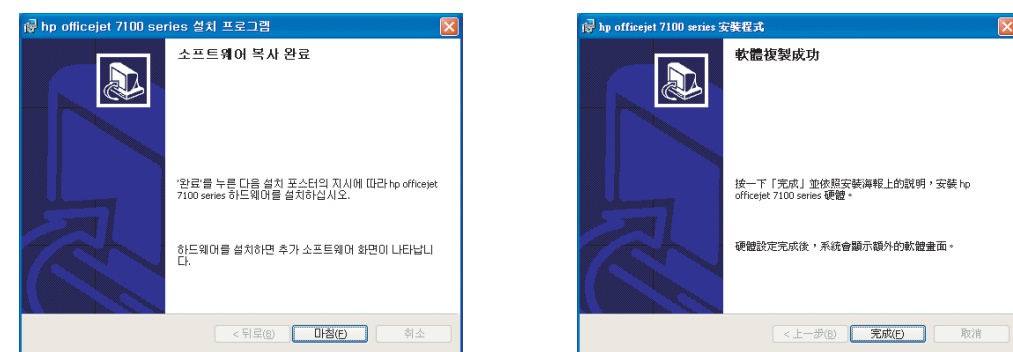 hp officejet 7100 series 설치 프로그램
소프트웨어 복사 완료
'완료'를 누른 다음 설치 포스터의 지시에 따라 hp officejet
7100 series 하드웨어를 설치하십시오.
하드웨어를 설치하면 추가 소프트웨어 화면이 나타납니
다.
< 뒤로(B)
마침(F)
취소
hp officejet 7100 series 安裝程式
軟體複製成功
按一下「完成」並依照安裝海報上的說明，安裝 hp
officejet 7100 series 硬體。
硬體設定完成後，系統會顯示額外的軟體畫面。
< 上一步(B)
完成(F)
取消